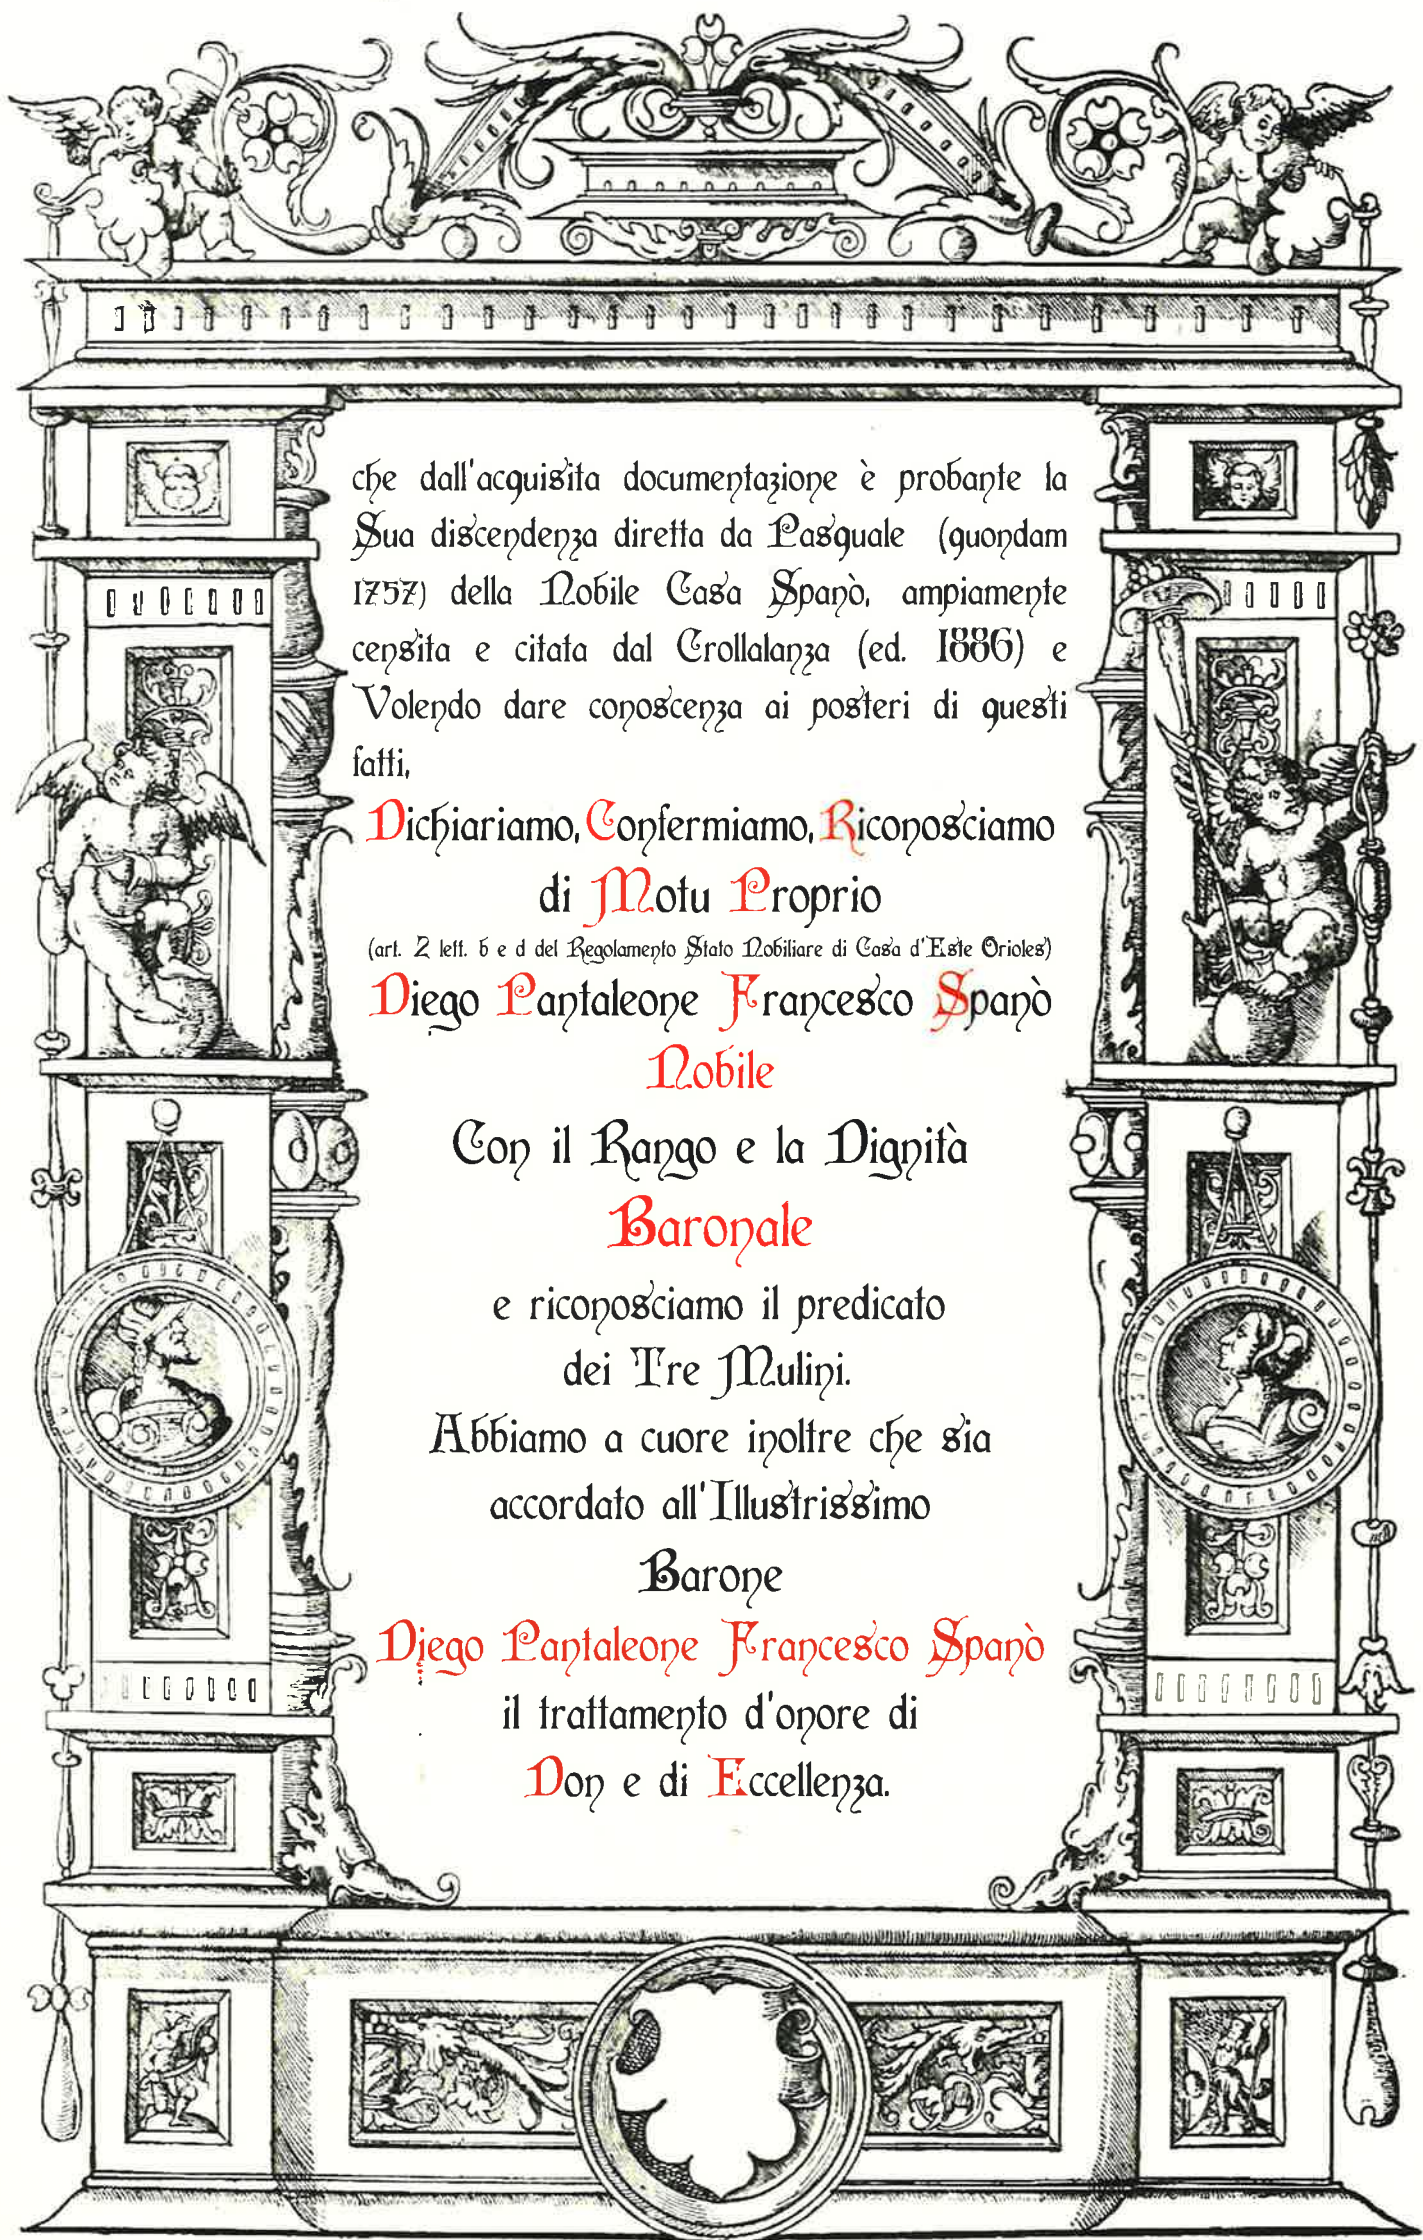 che dall'acquisita documentazione è probante la
Sua discendenza diretta da Pasquale (quondam
1757) della Nobile Casa Spanò, ampiamente
censita e citata dal Crollalanza (ed. 1886) e
Volendo dare conoscenza ai posteri di questi
fatti,
Dichiariamo, Confermiamo, Riconosciamo
di Motu Proprio
(art. 2 lett. b e d del Regolamento Stato Nobiliare di Casa d'Este Orioles)
Diego Pantaleone Francesco Spanò
Nobile
Con il Rango e la Dignità
Baronale
e riconosciamo il predicato
dei Tre Mulini.
Abbiamo a cuore inoltre che sia
accordato all'Illustrissimo
Barone
Diego Pantaleone Francesco Spanò
il trattamento d'onore di
Don e di Eccellenza.